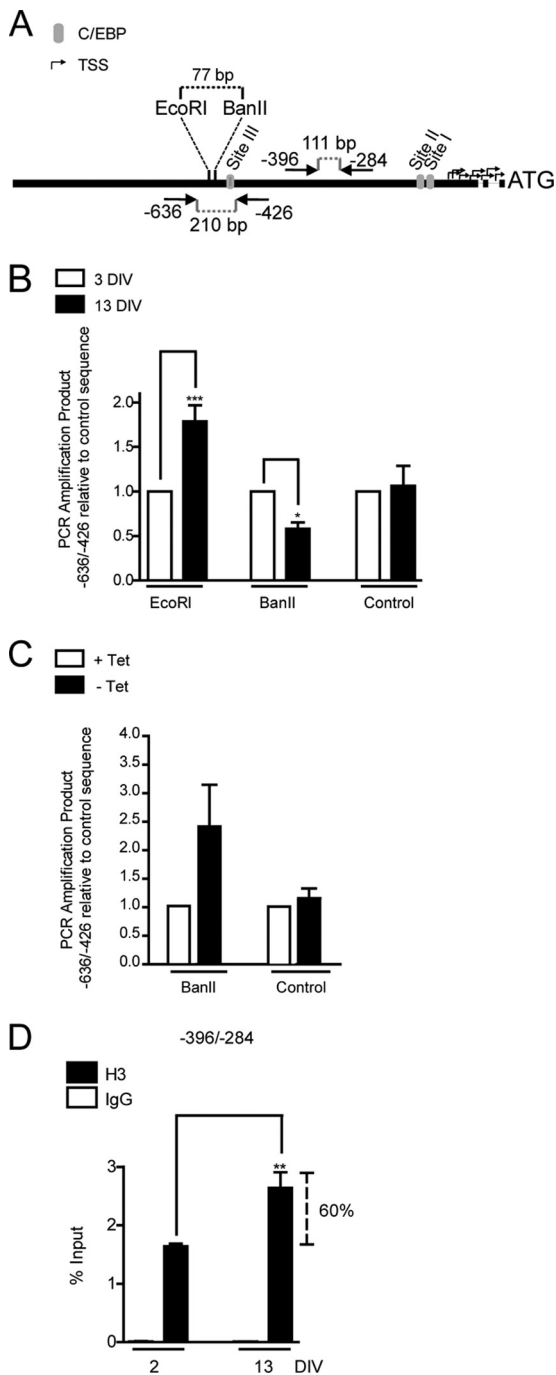 A
C/EBP
TSS
77 bp
EcoRI BanII
Site III
111 bp
-396 -284
Site II
Site I
ATG
-636 -426
210 bp
B
3 DIV
13 DIV
PCR Amplification Product
-636/-426 relative to control sequence
2.0
1.5
1.0
0.5
0.0
***
*
EcoRI BanII Control
C
+ Tet
- Tet
PCR Amplification Product
-636/-426 relative to control sequence
4.0
3.5
3.0
2.5
2.0
1.5
1.0
0.5
0.0
BanII Control
D
-396/-284
H3
IgG
% Input
3
2
1
0
**
60%
2 13 DIV